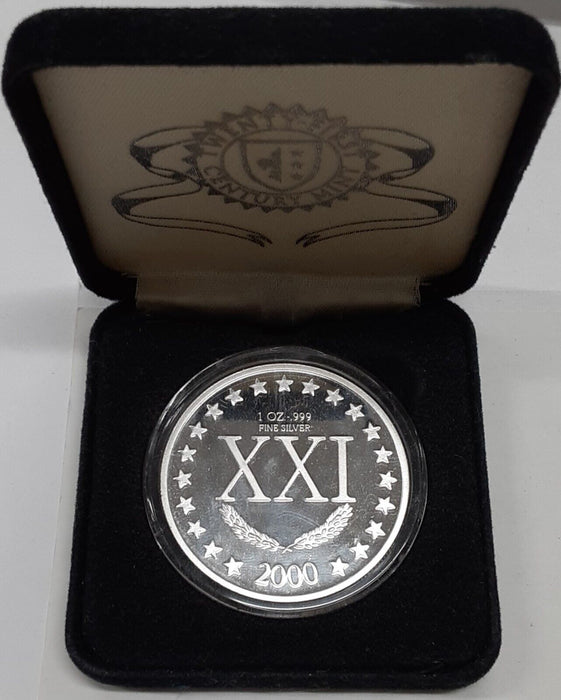 TWENTY FIRST
CENTURY MINT
1 OZ .999
FINE SILVER
XXI
2000